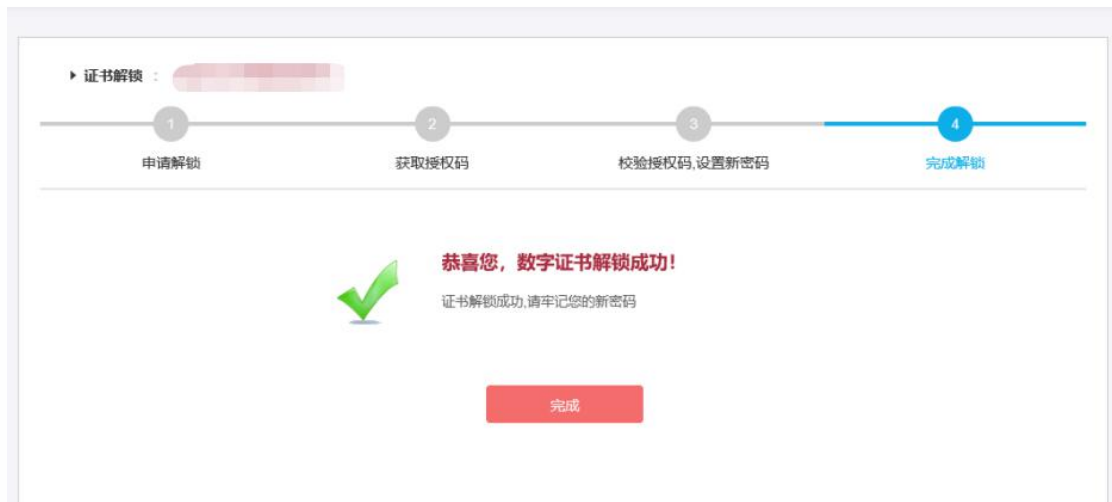 证书解锁 :
1 2 3 4
申请解锁 获取授权码 校验授权码,设置新密码 完成解锁
恭喜您，数字证书解锁成功！
证书解锁成功,请牢记您的新密码
完成